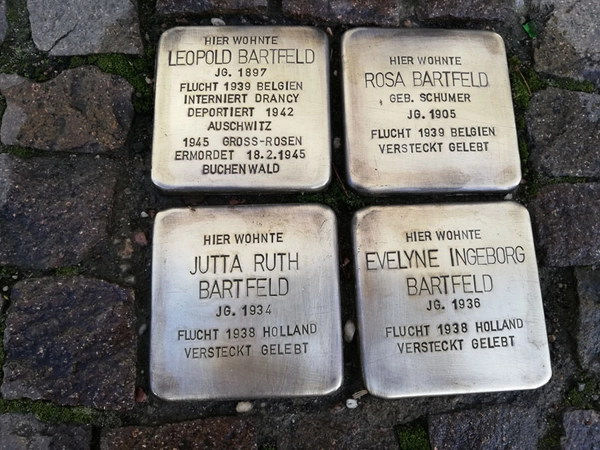 HIER WOHNTE
LEOPOLD BARTFELD
JG. 1897
FLUCHT 1939 BELGIEN
INTERNIERT DRANCY
DEPORTIERT 1942
AUSCHWITZ
1945 GROSS-ROSEN
ERMORDET 18.2.1945
BUCHENWALD
HIER WOHNTE
ROSA BARTFELD
GEB. SCHUMER
JG. 1905
FLUCHT 1939 BELGIEN
VERSTECKT GELEBT
HIER WOHNTE
JUTTA RUTH
BARTFELD
JG. 1934
FLUCHT 1938 HOLLAND
VERSTECKT GELEBT
HIER WOHNTE
EVELYNE INGEBORG
BARTFELD
JG. 1936
FLUCHT 1938 HOLLAND
VERSTECKT GELEBT